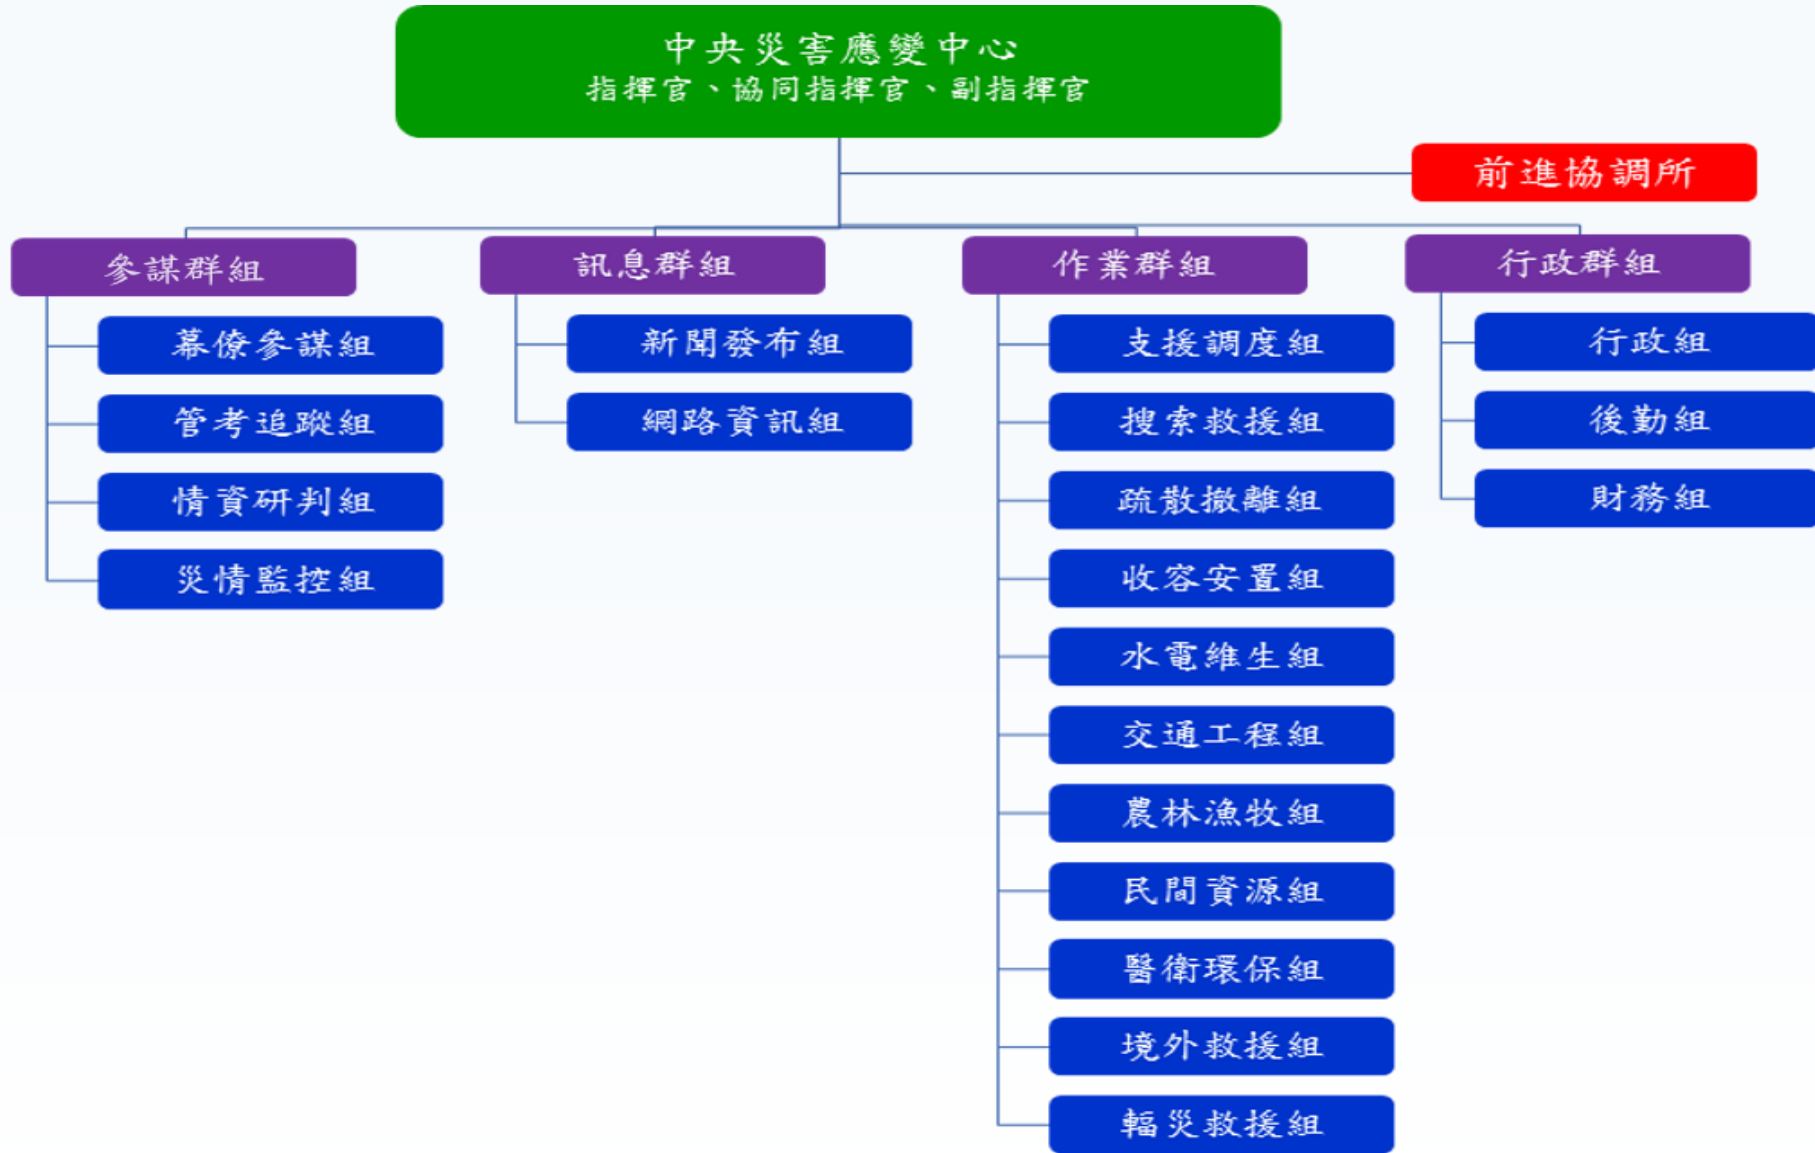 中央災害應變中心
指揮官、協同指揮官、副指揮官
前進協調所
參謀群組
幕僚參謀組
管考追蹤組
情資研判組
災情監控組
訊息群組
新聞發布組
網路資訊組
作業群組
支援調度組
搜索救援組
疏散撤離組
收容安置組
水電維生組
交通工程組
農林漁牧組
民間資源組
醫衛環保組
境外救援組
輻災救援組
行政群組
行政組
後勤組
財務組